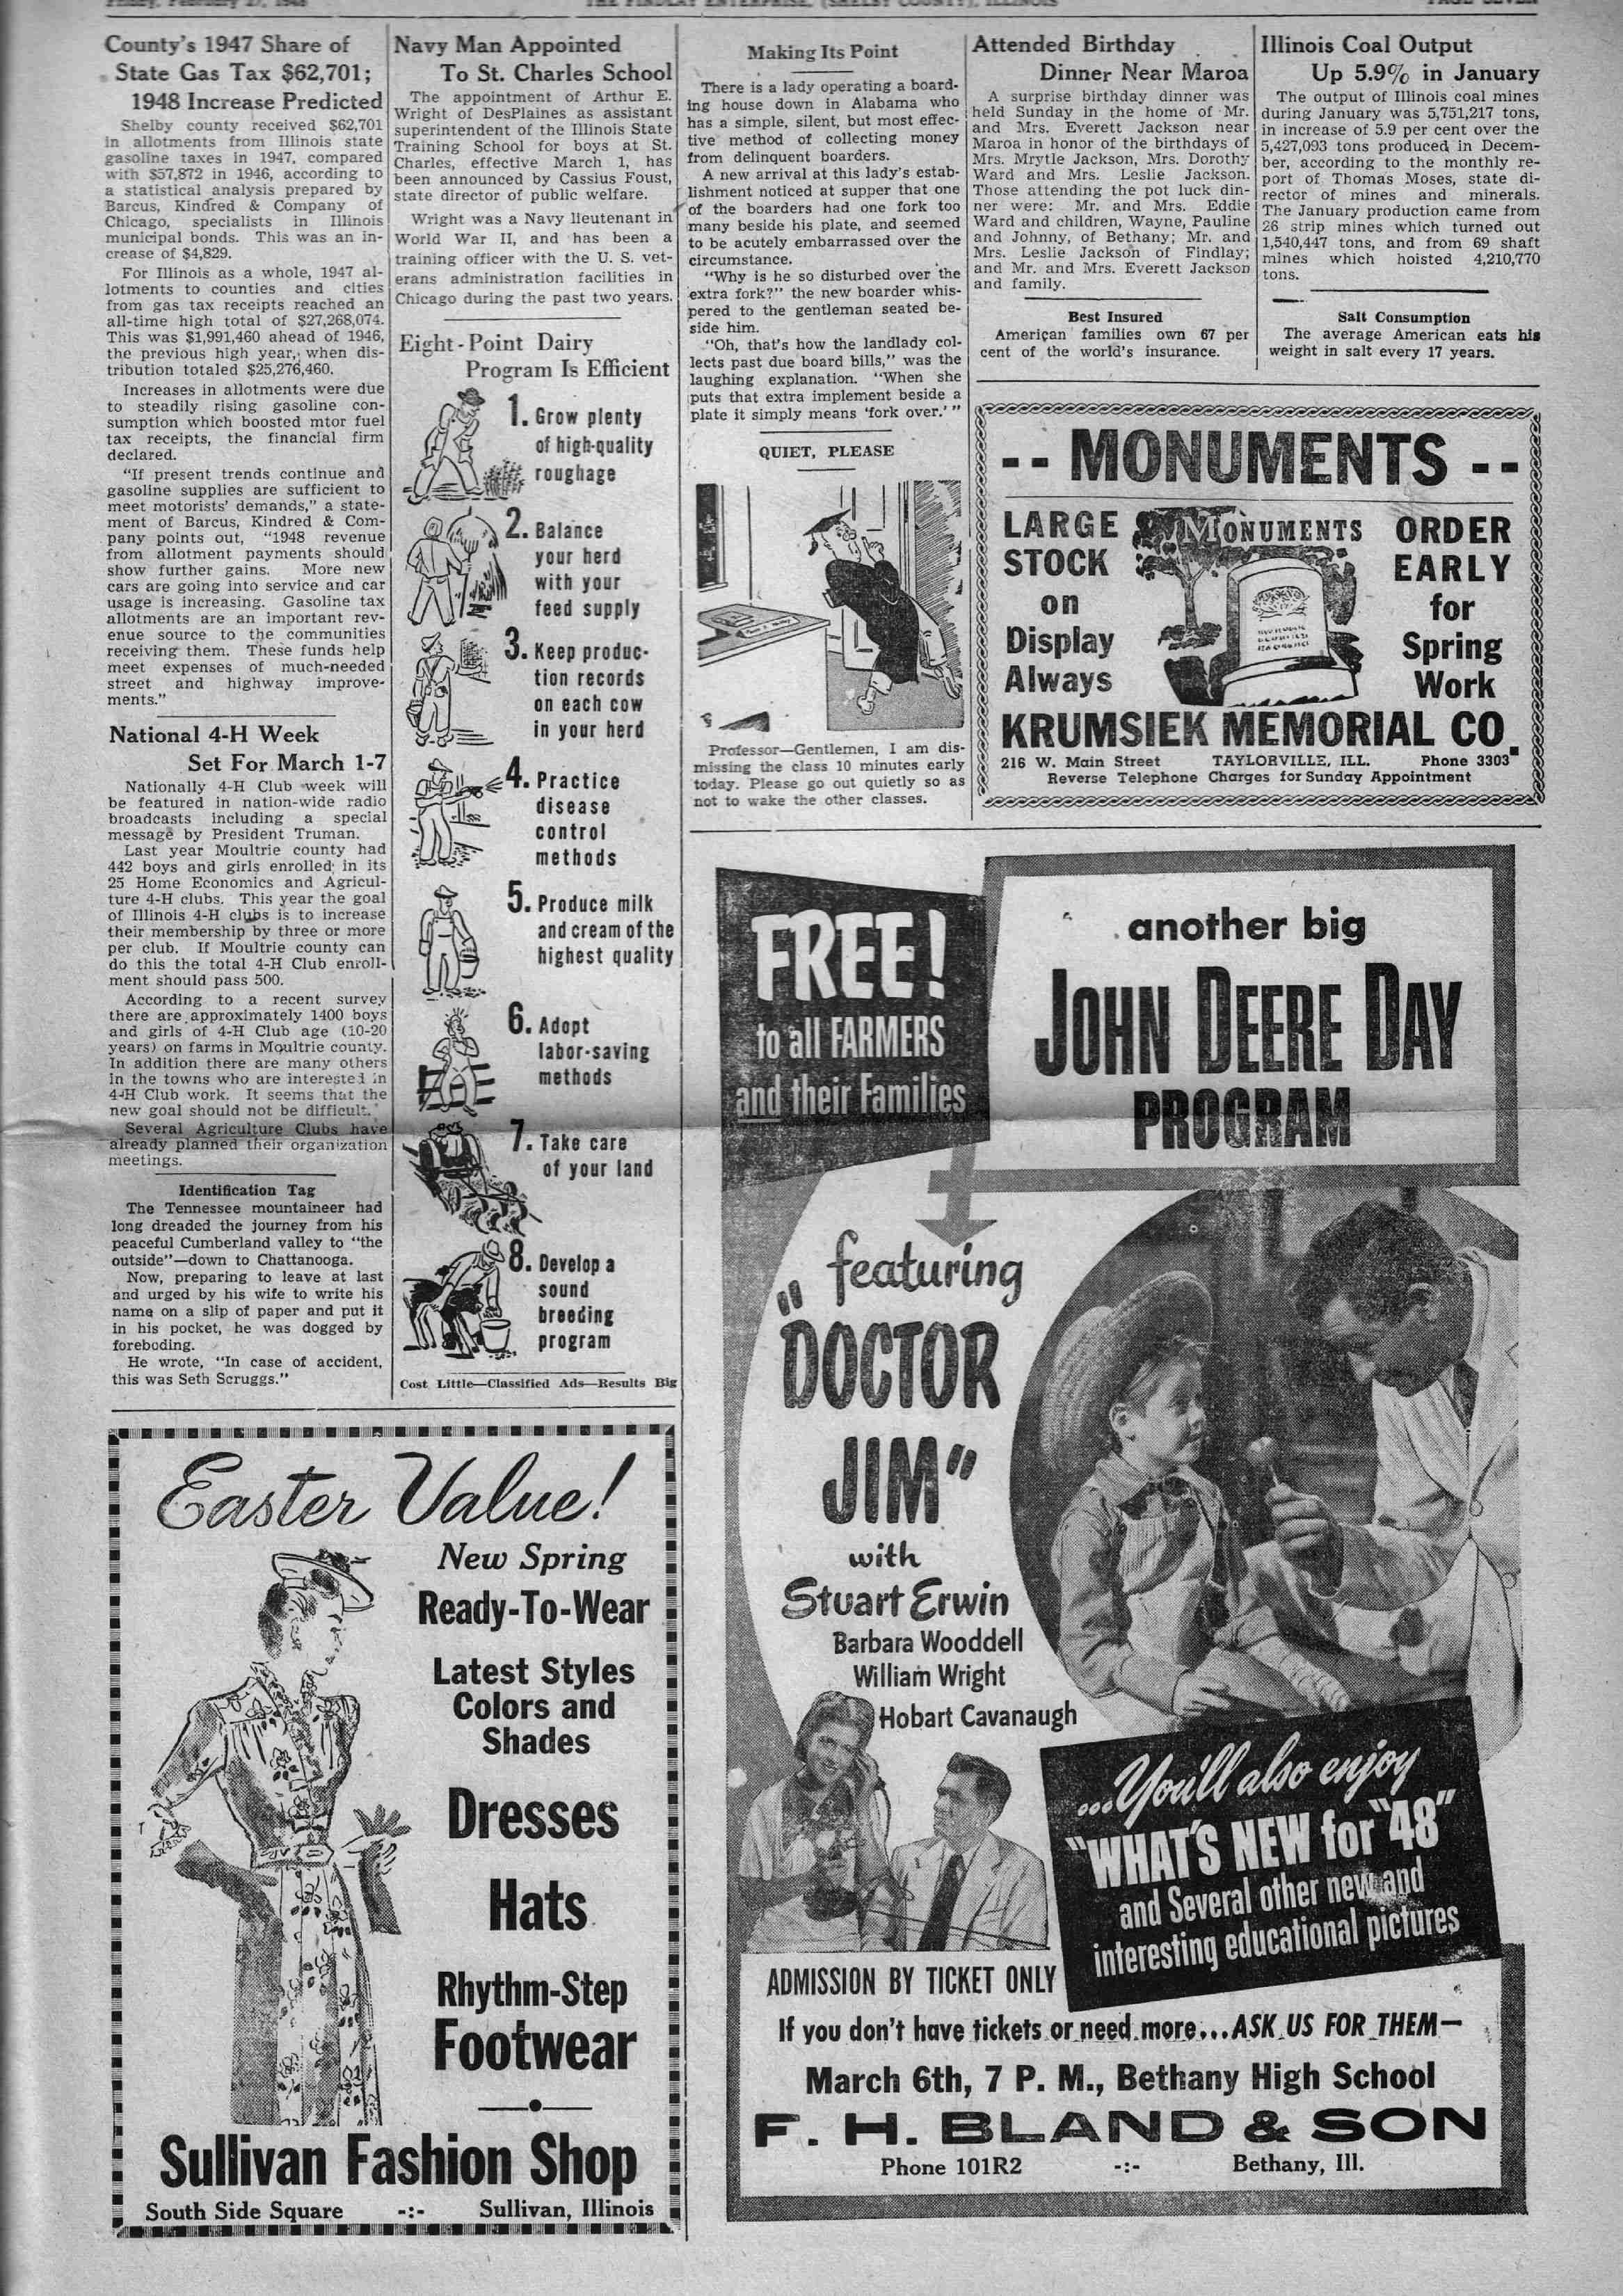 Friday, February 27, 1948
THE FINDLAY ENTERPRISE, (SHELBY COUNTY), ILLINOIS
PAGE SEVEN
County's 1947 Share of
State Gas Tax $62,701;
1948 Increase Predicted
Shelby county received $62,701
in allotments from Illinois state
gasoline taxes in 1947, compared
with $57,872 in 1946, according to
a statistical analysis prepared by
Barcus, Kindred & Company of
Chicago, specialists in Illinois
municipal bonds. This was an in-
crease of $4,829.
For Illinois as a whole, 1947 al-
lotments to counties and cities
from gas tax receipts reached an
all-time high total of $27,268,074.
This was $1,991,460 ahead of 1946,
the previous high year, when dis-
tribution totaled $25,276,460.
Increases in allotments were due
to steadily rising gasoline con-
sumption which boosted mtor fuel
tax receipts, the financial firm
declared.
"If present trends continue and
gasoline supplies are sufficient to
meet motorists' demands," a state-
ment of Barcus, Kindred & Com-
pany points out, "1948 revenue
from allotment payments should
show further gains. More new
cars are going into service and car
usage is increasing. Gasoline tax
allotments are an important rev-
enue source to the communities
receiving them. These funds help
meet expenses of much-needed
street and highway improve-
ments."
National 4-H Week
Set For March 1-7
Nationally 4-H Club week will
be featured in nation-wide radio
broadcasts including a special
message by President Truman.
Last year Moultrie county had
442 boys and girls enrolled in its
25 Home Economics and Agricul-
ture 4-H clubs. This year the goal
of Illinois 4-H clubs is to increase
their membership by three or more
per club. If Moultrie county can
do this the total 4-H Club enroll-
ment should pass 500.
According to a recent survey
there are approximately 1400 boys
and girls of 4-H Club age (10-20
years) on farms in Moultrie county.
In addition there are many others
in the towns who are interested in
4-H Club work. It seems that the
new goal should not be difficult.
Several Agriculture Clubs have
already planned their organization
meetings.
Identification Tag
The Tennessee mountaineer had
long dreaded the journey from his
peaceful Cumberland valley to "the
outside"—down to Chattanooga.
Now, preparing to leave at last
and urged by his wife to write his
name on a slip of paper and put it
in his pocket, he was dogged by
foreboding.
He wrote, "In case of accident,
this was Seth Scruggs."
Navy Man Appointed
To St. Charles School
The appointment of Arthur E.
Wright of DesPlaines as assistant
superintendent of the Illinois State
Training School for boys at St.
Charles, effective March 1, has
been announced by Cassius Foust,
state director of public welfare.
Wright was a Navy lieutenant in
World War II, and has been a
training officer with the U. S. vet-
erans administration facilities in
Chicago during the past two years.
Eight-Point Dairy
Program Is Efficient
1. Grow plenty
of high-quality
roughage
2. Balance
your herd
with your
feed supply
3. Keep produc-
tion records
on each cow
in your herd
4. Practice
disease
control
methods
5. Produce milk
and cream of the
highest quality
6. Adopt
labor-saving
methods
7. Take care
of your land
8. Develop a
sound
breeding
program
Cost Little—Classified Ads—Results Big
Making Its Point
There is a lady operating a board-
ing house down in Alabama who
has a simple, silent, but most effec-
tive method of collecting money
from delinquent boarders.
A new arrival at this lady's estab-
lishment noticed at supper that one
of the boarders had one fork too
many beside his plate, and seemed
to be acutely embarrassed over the
circumstance.
"Why is he so disturbed over the
extra fork?" the new boarder whis-
pered to the gentleman seated be-
side him.
"Oh, that's how the landlady col-
lects past due board bills," was the
laughing explanation. "When she
puts that extra implement beside a
plate it simply means 'fork over.'"
QUIET, PLEASE
Professor—Gentlemen, I am dis-
missing the class 10 minutes early
today. Please go out quietly so as
not to wake the other classes.
Attended Birthday
Dinner Near Maroa
A surprise birthday dinner was
held Sunday in the home of Mr.
and Mrs. Everett Jackson near
Maroa in honor of the birthdays of
Mrs. Mrytle Jackson, Mrs. Dorothy
Ward and Mrs. Leslie Jackson.
Those attending the pot luck din-
ner were: Mr. and Mrs. Eddie
Ward and children, Wayne, Pauline
and Johnny, of Bethany; Mr. and
Mrs. Leslie Jackson of Findlay;
and Mr. and Mrs. Everett Jackson
and family.
Best Insured
American families own 67 per
cent of the world's insurance.
Illinois Coal Output
Up 5.9% in January
The output of Illinois coal mines
during January was 5,751,217 tons,
in increase of 5.9 per cent over the
5,427,093 tons produced in Decem-
ber, according to the monthly re-
port of Thomas Moses, state di-
rector of mines and minerals.
The January production came from
26 strip mines which turned out
1,540,447 tons, and from 69 shaft
mines which hoisted 4,210,770
tons.
Salt Consumption
The average American eats his
weight in salt every 17 years.
-- MONUMENTS --
LARGE
STOCK
on
Display
Always
MONUMENTS
ORDER
EARLY
for
Spring
Work
KRUMSIEK MEMORIAL CO.
216 W. Main Street TAYLORVILLE, ILL. Phone 3303
Reverse Telephone Charges for Sunday Appointment
FREE!
to all FARMERS
and their Families
another big
JOHN DEERE DAY
PROGRAM
featuring
"DOCTOR
JIM"
with
Stuart Erwin
Barbara Wooddell
William Wright
Hobart Cavanaugh
...You'll also enjoy
"WHAT'S NEW for "48"
and Several other new and
interesting educational pictures
ADMISSION BY TICKET ONLY
If you don't have tickets or need more...ASK US FOR THEM—
March 6th, 7 P. M., Bethany High School
F. H. BLAND & SON
Phone 101R2 -:- Bethany, Ill.
Easter Value!
New Spring
Ready-To-Wear
Latest Styles
Colors and
Shades
Dresses
Hats
Rhythm-Step
Footwear
Sullivan Fashion Shop
South Side Square -:- Sullivan, Illinois